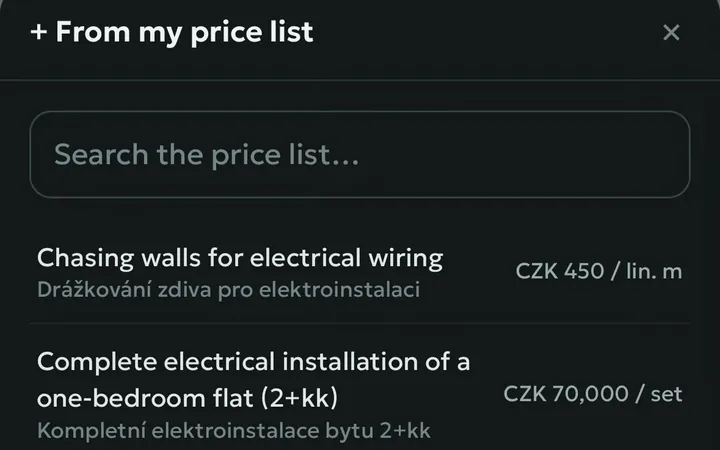 + From my price list
×
Search the price list…
Chasing walls for electrical wiring
Drážkování zdiva pro elektroinstalaci
CZK 450 / lin. m
Complete electrical installation of a
one-bedroom flat (2+kk)
Kompletní elektroinstalace bytu 2+kk
CZK 70,000 / set